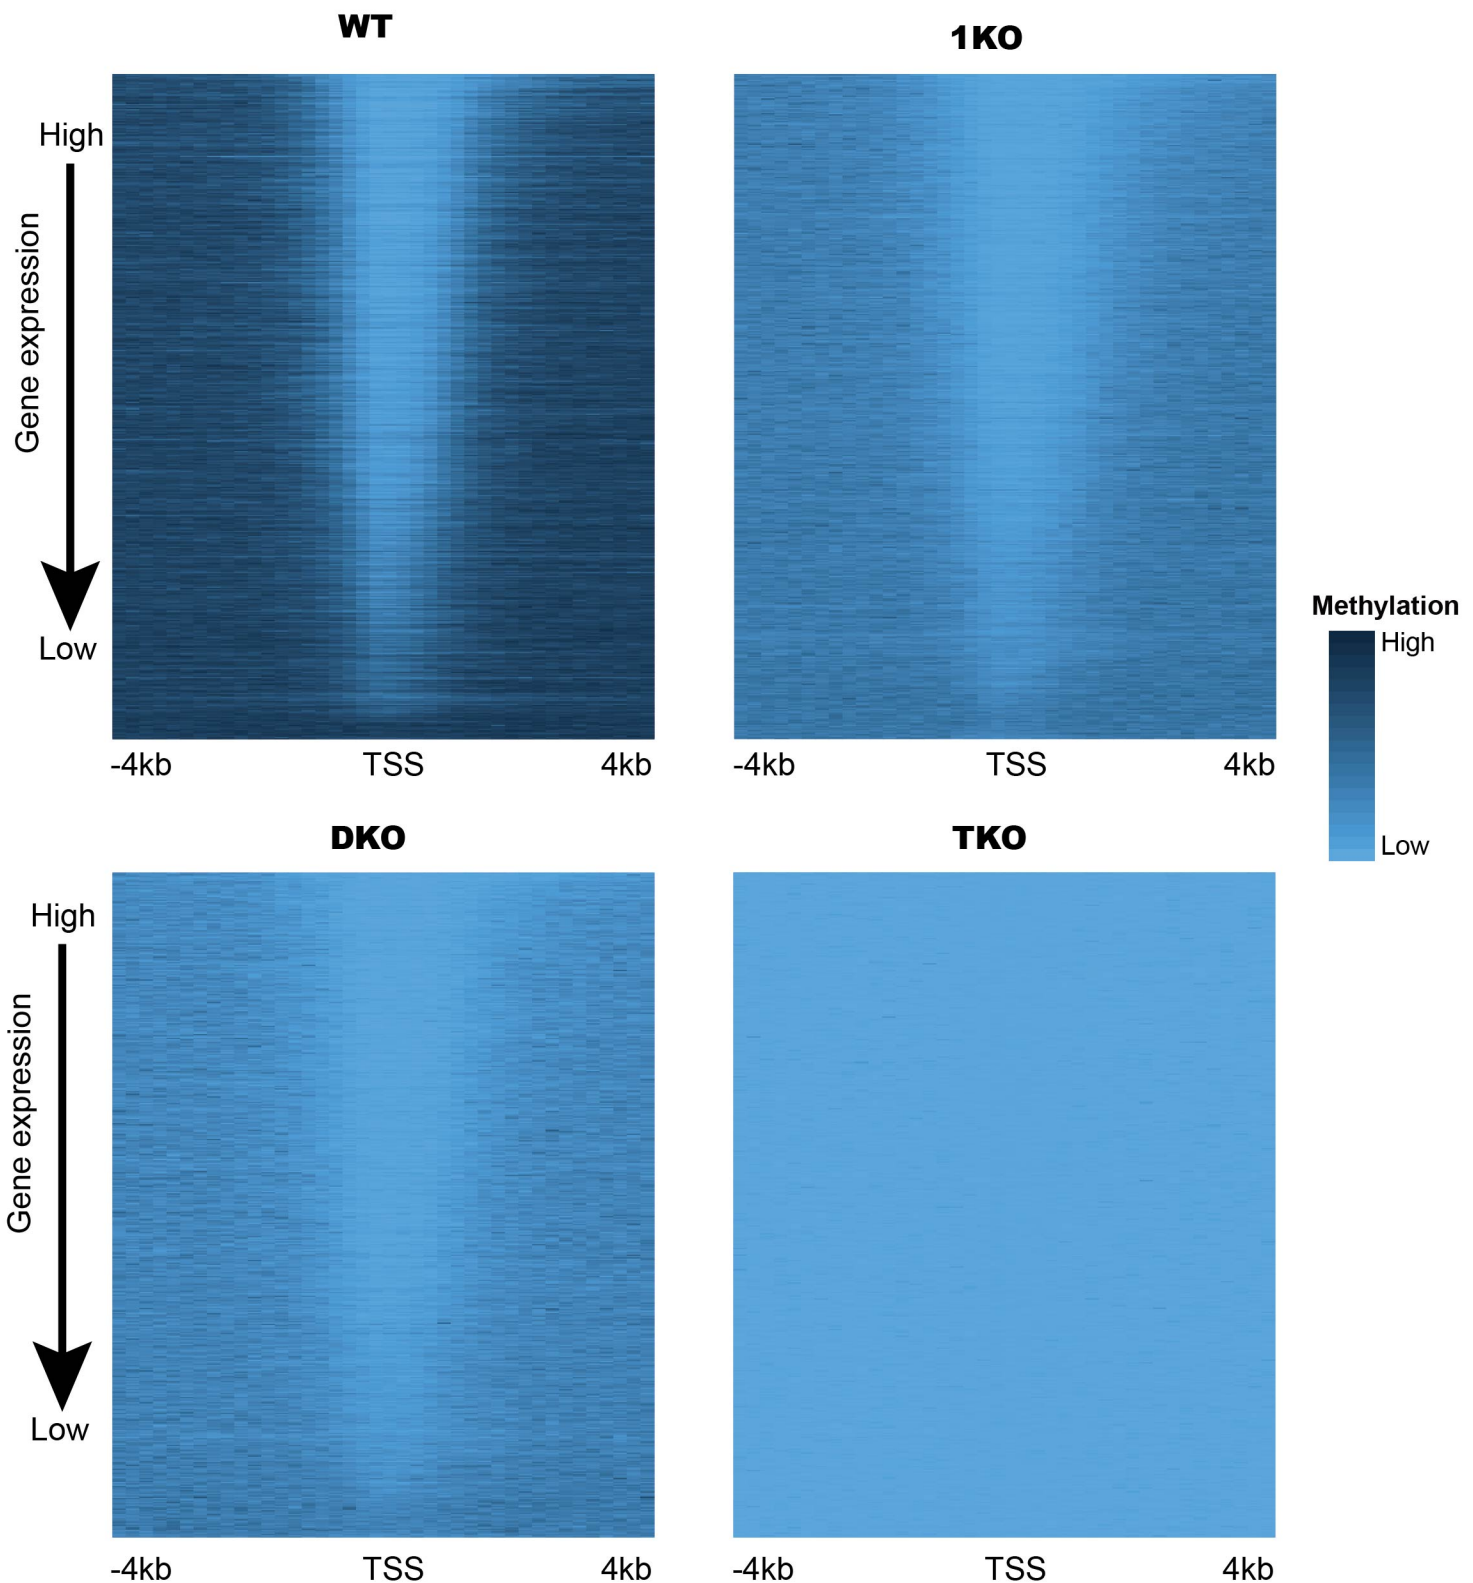 WT
1KO
High
Gene expression
Low
-4kb TSS 4kb
-4kb TSS 4kb
Methylation
High
Low
DKO
TKO
High
Gene expression
Low
-4kb TSS 4kb
-4kb TSS 4kb